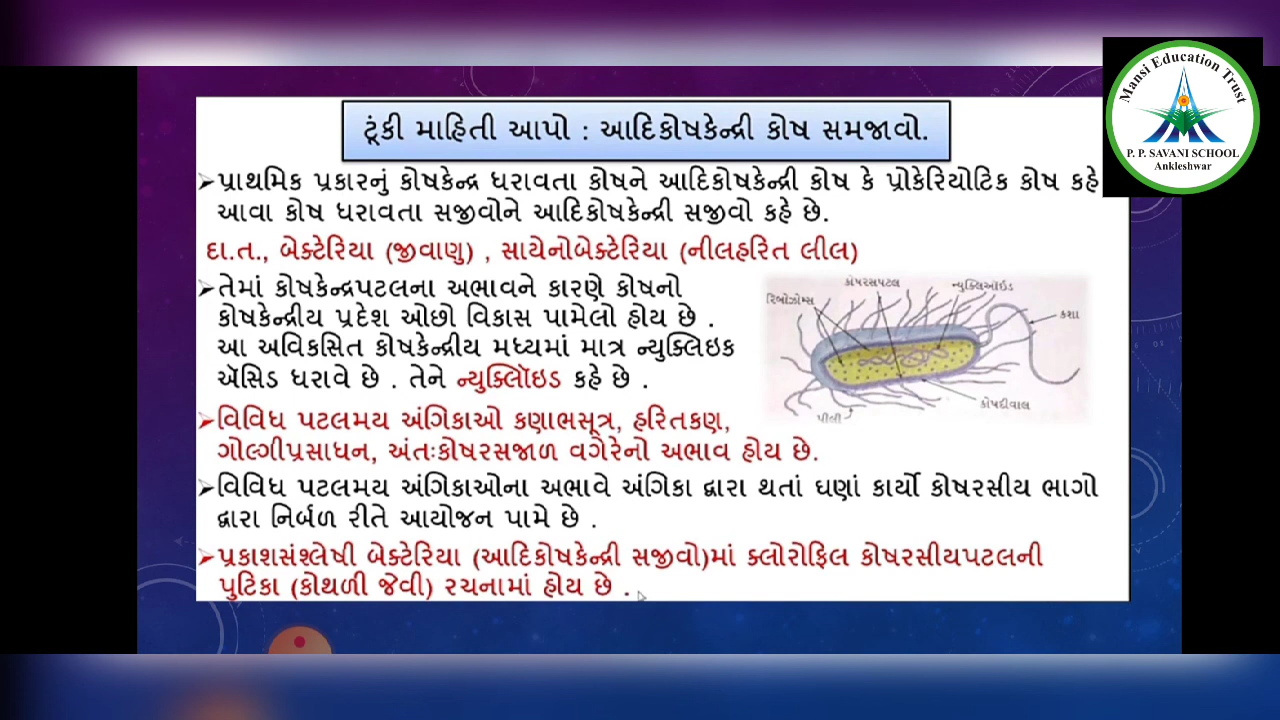 Mansi Education Trust
P. P. SAVANI SCHOOL
Ankleshwar
ટૂંકી માહિતી આપો : આદિકોષકેન્દ્રી કોષ સમજાવો.
➢પ્રાથમિક પ્રકારનું કોષકેન્દ્ર ધરાવતા કોષને આદિકોષકેન્દ્રી કોષ કે પ્રોકેરિયોટિક કોષ કહે
આવા કોષ ધરાવતા સજીવોને આદિકોષકેન્દ્રી સજીવો કહે છે.
દા.ત., બેક્ટેરિયા (જીવાણુ) , સાયેનોબેક્ટેરિયા (નીલહરિત લીલ)
➢તેમાં કોષકેન્દ્રપટલના અભાવને કારણે કોષનો
કોષકેન્દ્રીય પ્રદેશ ઓછો વિકાસ પામેલો હોય છે .
આ અવિકસિત કોષકેન્દ્રીય મધ્યમાં માત્ર ન્યુક્લિઇક
ઍસિડ ધરાવે છે . તેને ન્યુક્લિૉઇડ કહે છે .
રિબોઝોમ્સ
કોષરસપટલ
ન્યુક્લિઑઇડ
કશા
કોષદીવાલ
પીલી
➢વિવિધ પટલમય અંગિકાઓ કણાભસૂત્ર, હરિતકણ,
ગોલ્ગીપ્રસાધન, અંતઃકોષરસજાળ વગેરેનો અભાવ હોય છે.
➢વિવિધ પટલમય અંગિકાઓના અભાવે અંગિકા દ્વારા થતાં ઘણાં કાર્યો કોષરસીય ભાગો
દ્વારા નિર્બળ રીતે આયોજન પામે છે .
➢પ્રકાશસંશ્લેષી બેક્ટેરિયા (આદિકોષકેન્દ્રી સજીવો)માં ક્લોરોફિલ કોષરસીયપટલની
પુટિકા (કોથળી જેવી) રચનામાં હોય છે .